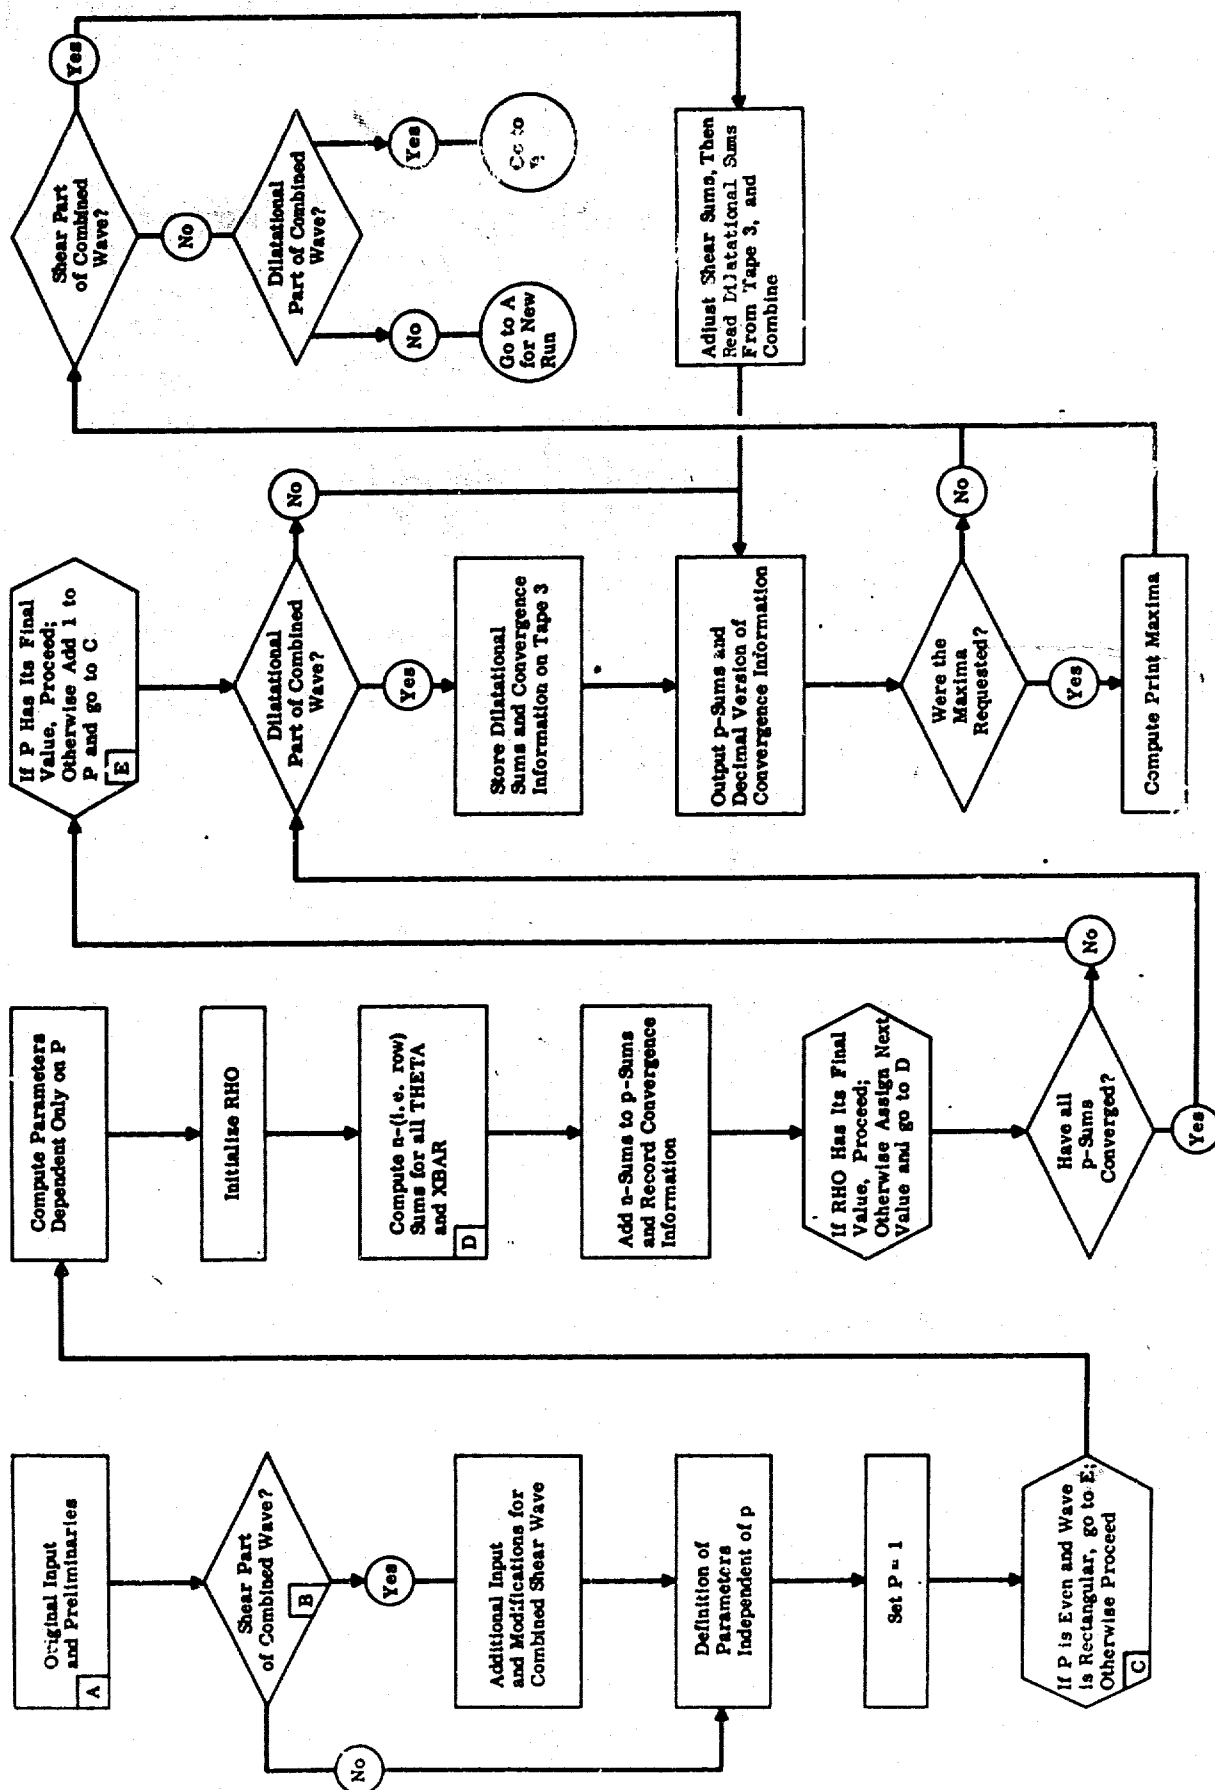 Original Input
and Preliminaries
A
Shear Part
of Combined Wave?
B
No
Yes
Additional Input
and Modifications for
Combined Shear Wave
Definition of
Parameters
Independent of p
Set P = 1
If P is Even and Wave
is Rectangular, go to E;
Otherwise Proceed
C
Compute Parameters
Dependent Only on P
Initialize RHO
Compute n-(i.e. row)
Sums for all THETA
and XBAR
D
Add n-Sums to p-Sums
and Record Convergence
Information
If RHO Has Its Final
Value, Proceed;
Otherwise Assign Next
Value and go to D
Have all
p-Sums
Converged?
No
Yes
If P Has Its Final
Value, Proceed;
Otherwise Add 1 to
P and go to C
E
Dilatational
Part of Combined
Wave?
No
Yes
Store Dilatational
Sums and Convergence
Information on Tape 3
Output p-Sums and
Decimal Version of
Convergence Information
Were the
Maxima
Requested?
No
Yes
Compute Print Maxima
Shear Part
of Combined
Wave?
Yes
No
Dilatational
Part of Combined
Wave?
No
Yes
Go to A
for New
Run
Go to
Adjust Shear Sums, Then
Read Dilatational Sums
From Tape 3, and
Combine